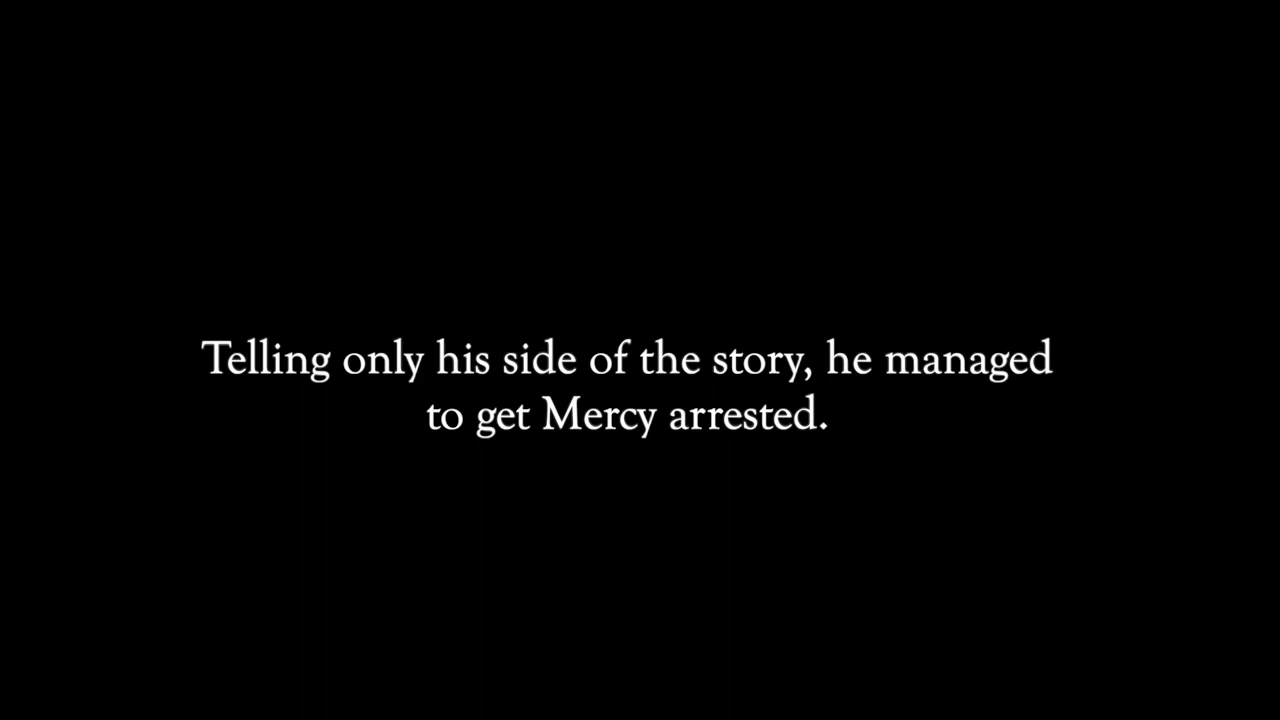 Telling only his side of the story, he managed
to get Mercy arrested.